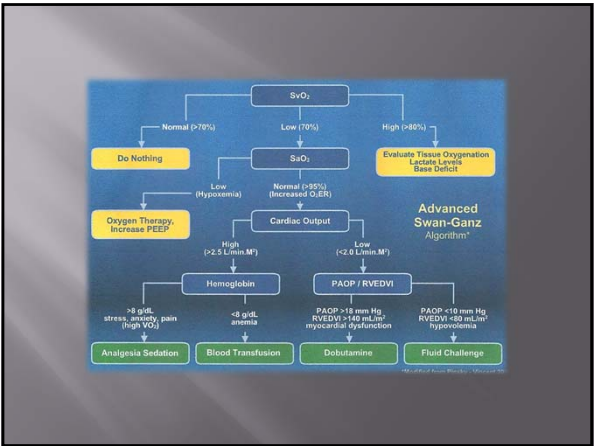 SvO₂
Normal (>70%)
Low (70%)
High (>80%)
Do Nothing
SaO₂
Evaluate Tissue Oxygenation
Lactate Levels
Base Deficit
Low
(Hypoxemia)
Normal (>95%)
(Increased O₂ER)
Oxygen Therapy,
Increase PEEP
Cardiac Output
Advanced
Swan-Ganz
Algorithm*
High
(>2.5 L/min.M²)
Low
(<2.0 L/min.M²)
Hemoglobin
PAOP / RVEDVI
>8 g/dL
stress, anxiety, pain
(high VO₂)
<8 g/dL
anemia
PAOP >18 mm Hg
RVEDVI >140 mL/m²
myocardial dysfunction
PAOP <10 mm Hg
RVEDVI <80 mL/m²
hypovolemia
Analgesia Sedation
Blood Transfusion
Dobutamine
Fluid Challenge
*Modified from